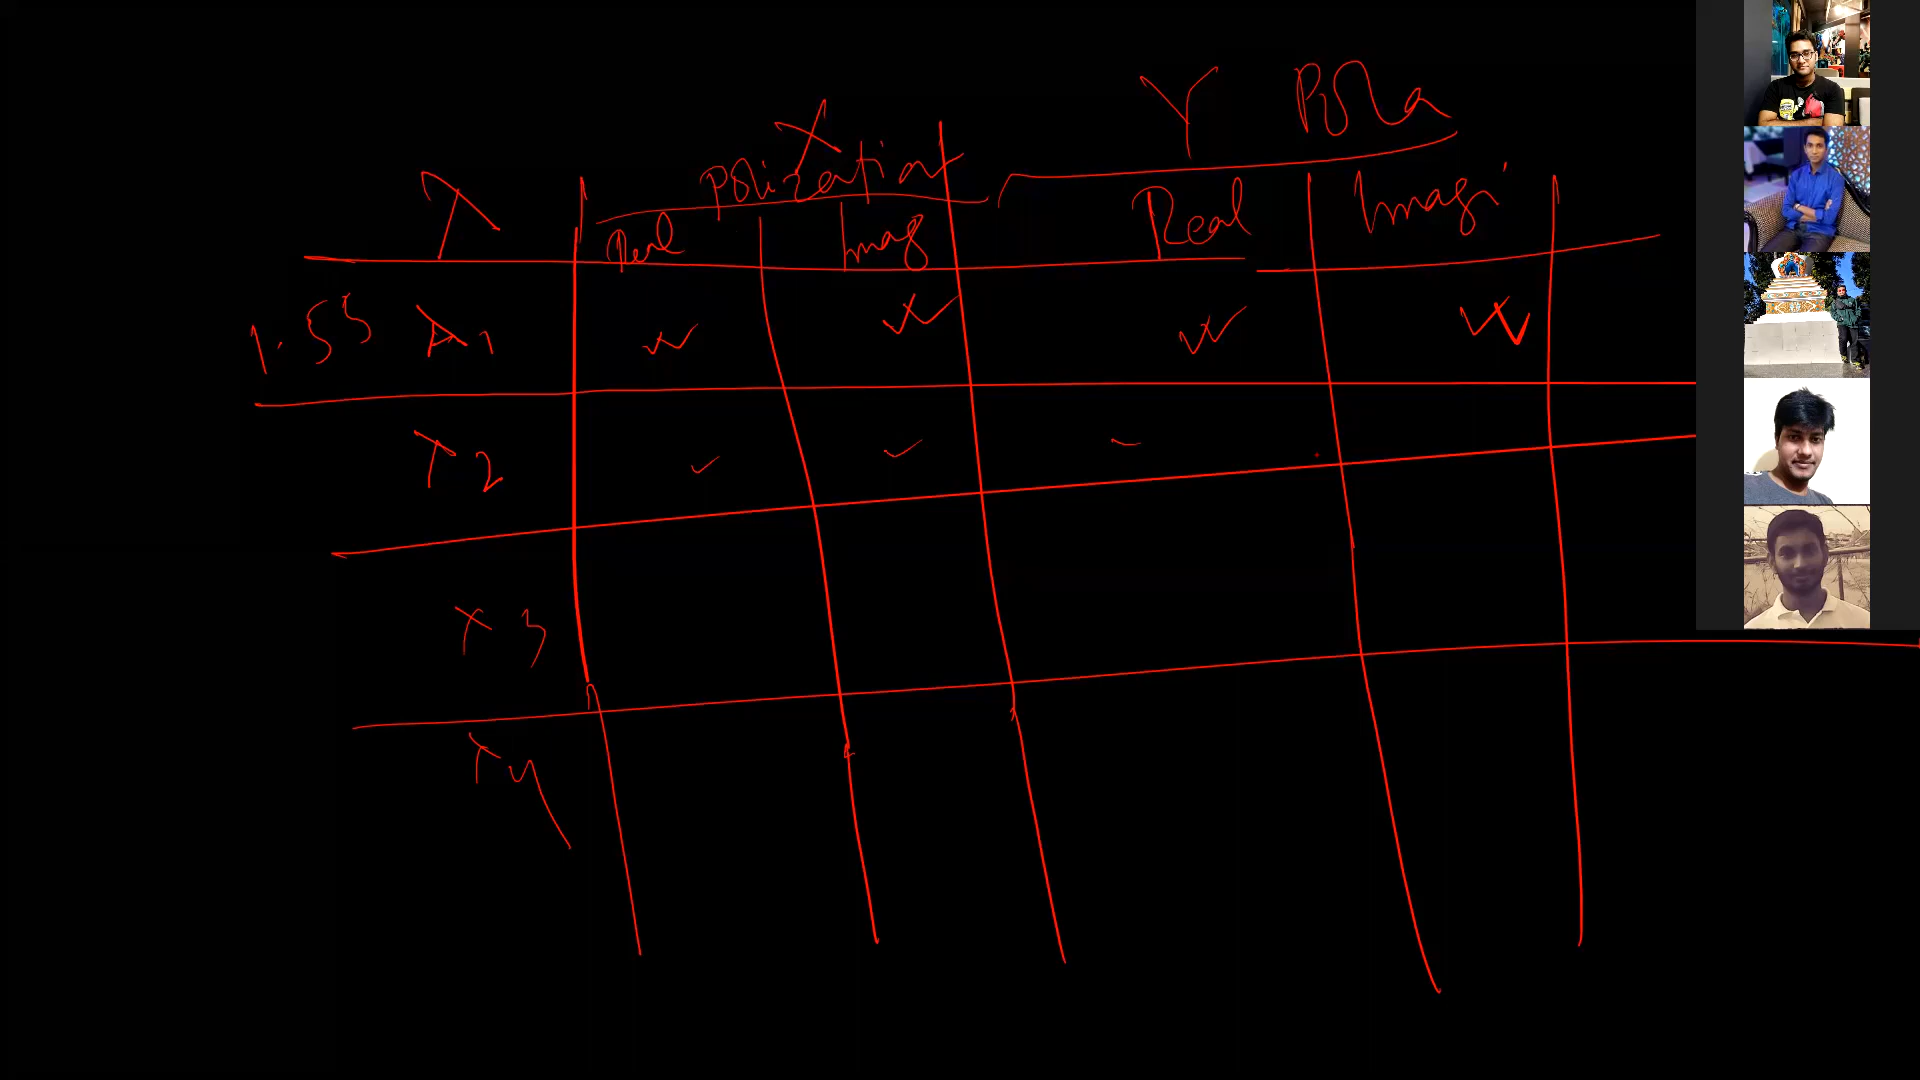 Y Pola
X
λ Polization
Real Imag Real Imagi
1.55 λ1
λ2
λ3
λ4